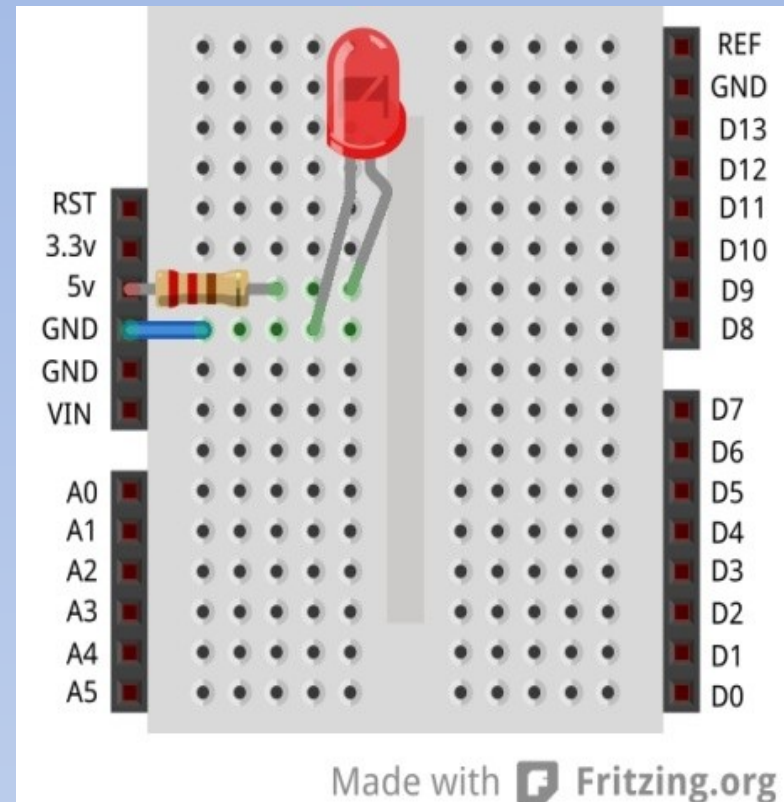 REF
GND
D13
D12
D11
D10
D9
D8
RST
3.3v
5v
GND
GND
VIN
D7
D6
D5
D4
D3
D2
D1
D0
A0
A1
A2
A3
A4
A5
Made with Fritzing.org